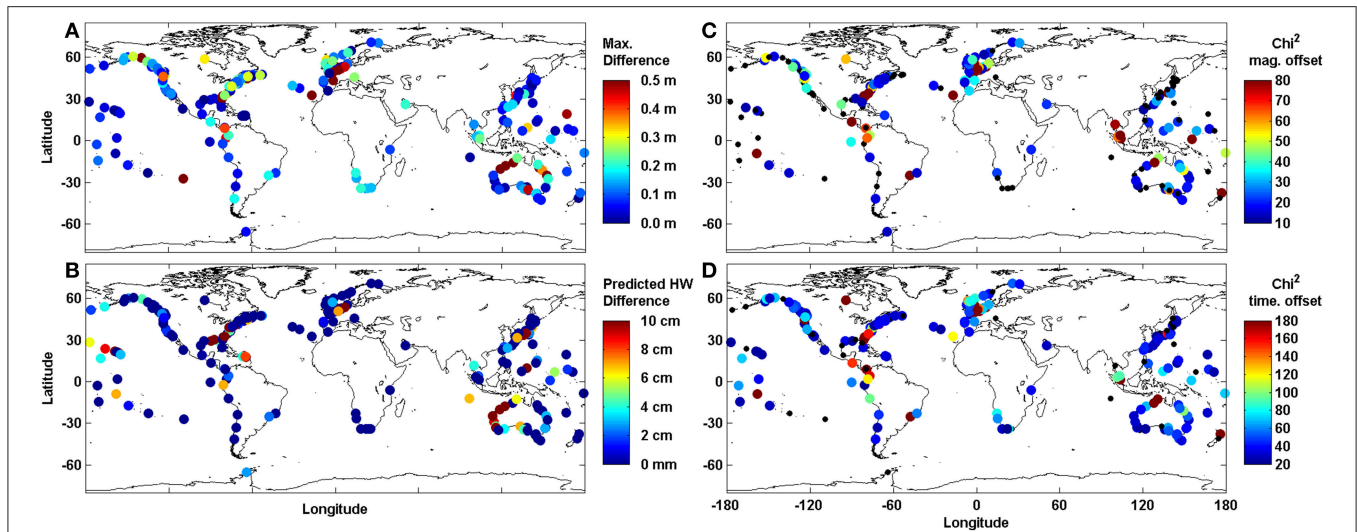 A
Max.
Difference
0.5 m
0.4 m
0.3 m
0.2 m
0.1 m
0.0 m
60
30
0
-30
-60
Latitude
C
Chi2
mag. offset
80
70
60
50
40
30
20
10
60
30
0
-30
-60
B
Predicted HW
Difference
10 cm
8 cm
6 cm
4 cm
2 cm
0 mm
60
30
0
-30
-60
Latitude
Longitude
D
Chi2
time. offset
180
160
140
120
100
80
60
40
20
60
30
0
-30
-60
-180
-120
-60
0
60
120
180
Longitude